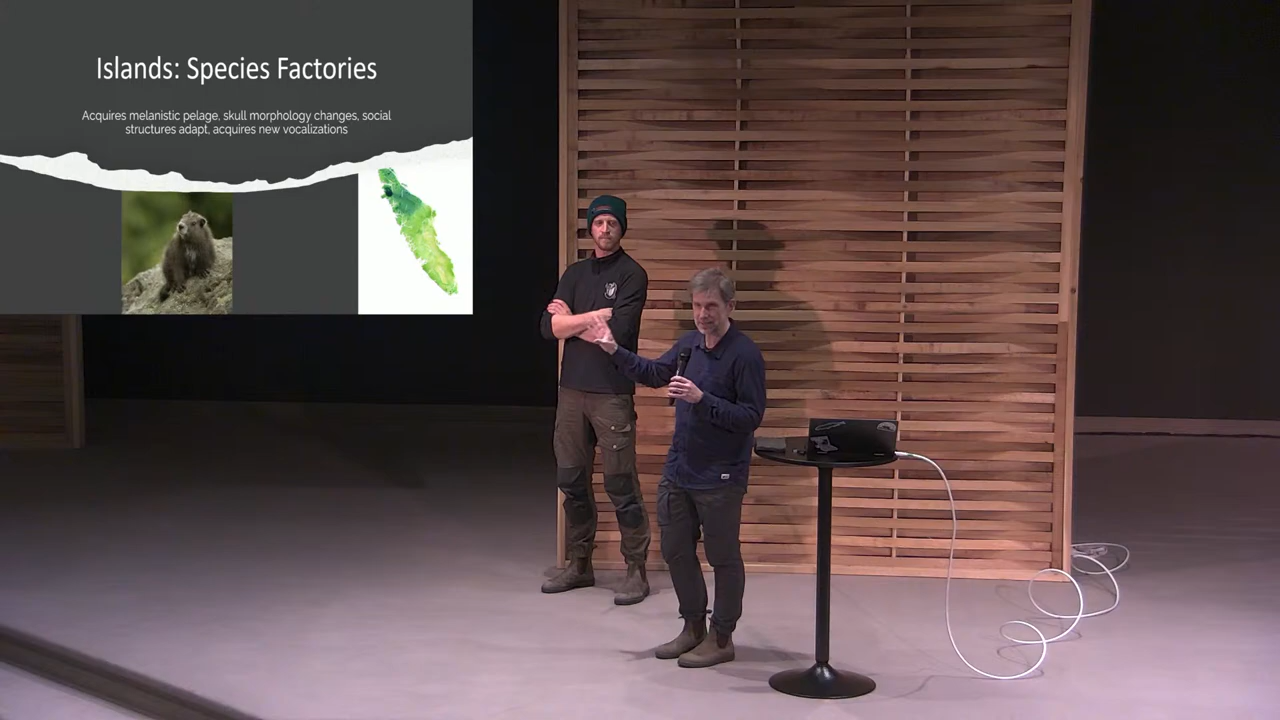 Islands: Species Factories
Acquires melanistic pelage, skull morphology changes, social
structures adapt, acquires new vocalizations